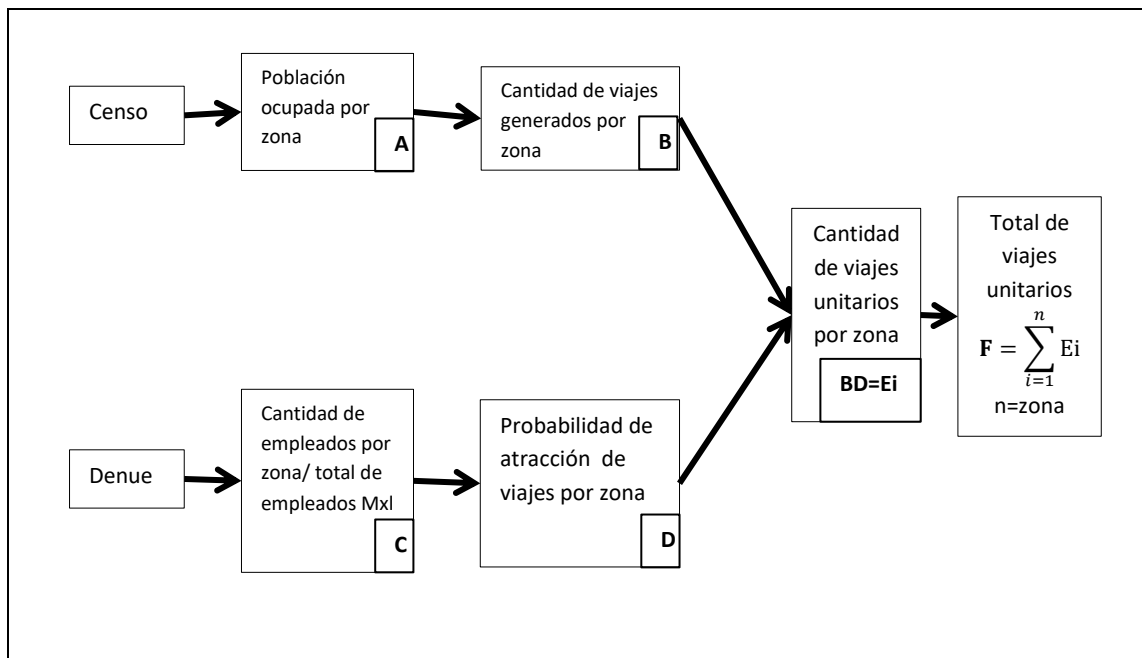 Censo
Población
ocupada por
zona
A
Cantidad de viajes
generados por
zona
B
Denue
Cantidad de
empleados por
zona/ total de
empleados Mxl
C
Probabilidad de
atracción de
viajes por zona
D
Cantidad
de viajes
unitarios
por zona
BD=Ei
Total de
viajes
unitarios
n
F = ∑ Ei
i=1
n=zona